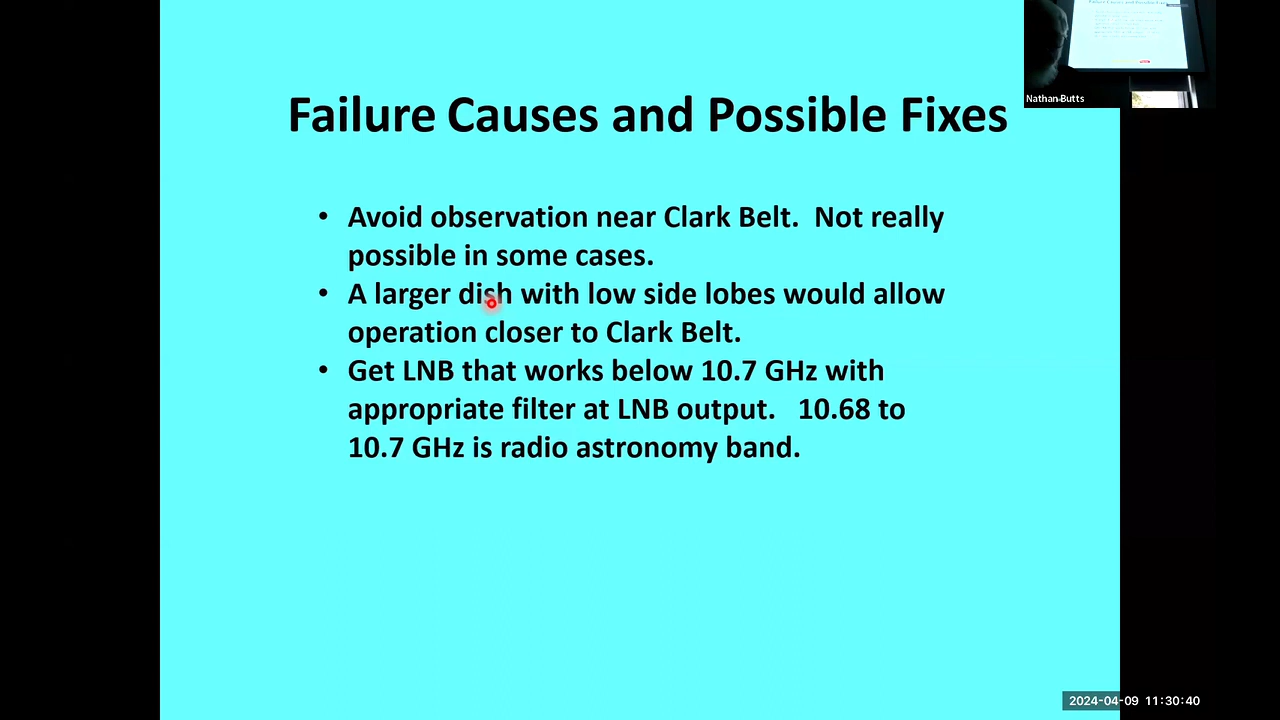 Failure Causes and Possible Fixes
Nathan Butts
• Avoid observation near Clark Belt.  Not really
possible in some cases.
• A larger dish with low side lobes would allow
operation closer to Clark Belt.
• Get LNB that works below 10.7 GHz with
appropriate filter at LNB output.   10.68 to
10.7 GHz is radio astronomy band.
2024-04-09 11:30:40